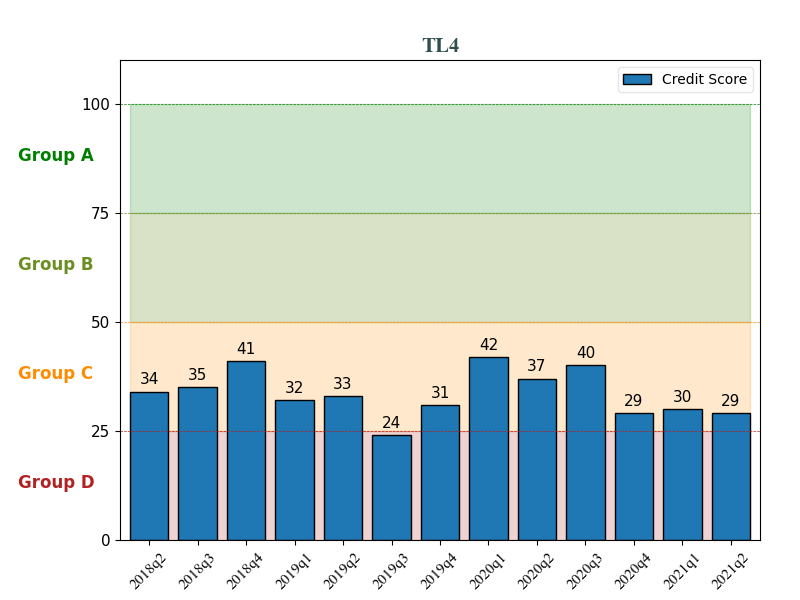 TL4
Credit Score
100
Group A
75
Group B
50
42
41
40
37
Group C
34
35
32
33
31
29
30
29
24
25
Group D
0
2018q2
2018q3
2018q4
2019q1
2019q2
2019q3
2019q4
2020q1
2020q2
2020q3
2020q4
2021q1
2021q2